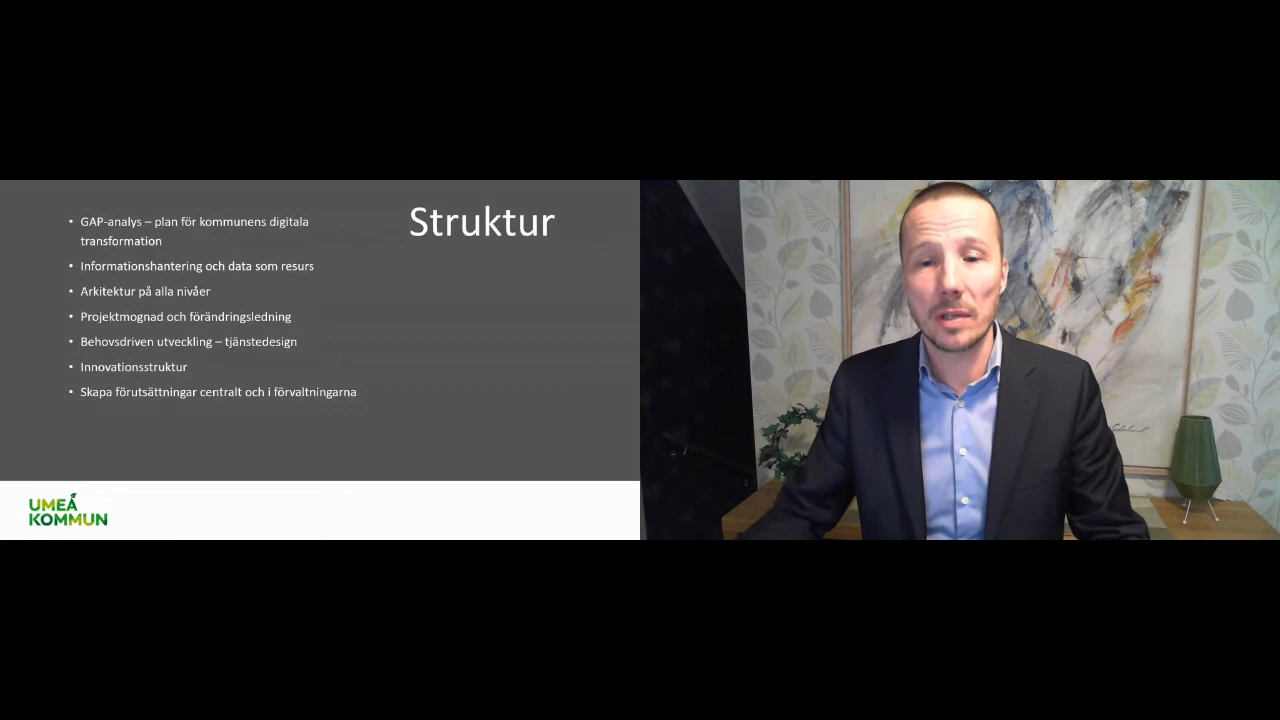 Struktur
• GAP-analys – plan för kommunens digitala
transformation
• Informationshantering och data som resurs
• Arkitektur på alla nivåer
• Projektmognad och förändringsledning
• Behovsdriven utveckling – tjänstedesign
• Innovationsstruktur
• Skapa förutsättningar centralt och i förvaltningarna
UMEÅ
KOMMUN